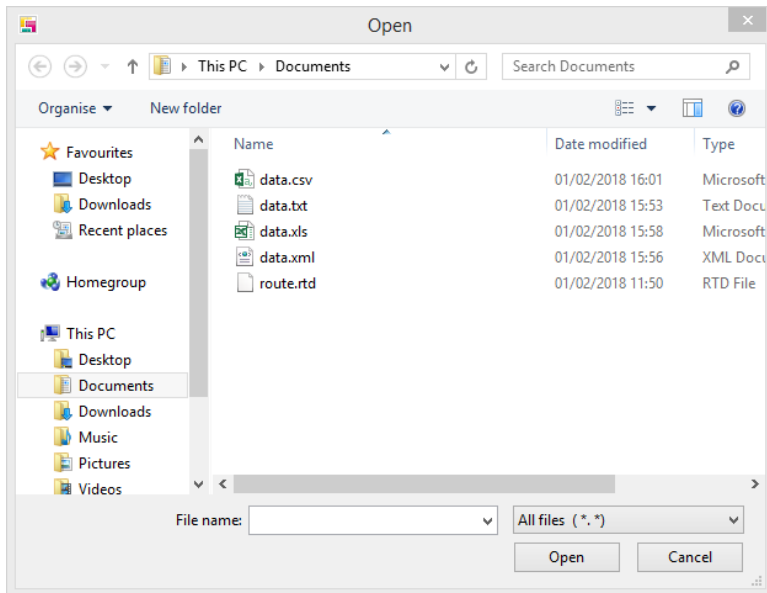 Open
This PC Documents
Search Documents
Organise
New folder
Favourites
Desktop
Downloads
Recent places
Homegroup
This PC
Desktop
Documents
Downloads
Music
Pictures
Videos
Name Date modified Type
data.csv 01/02/2018 16:01 Microsoft
data.txt 01/02/2018 15:53 Text Docu
data.xls 01/02/2018 15:58 Microsoft
data.xml 01/02/2018 15:56 XML Docu
route.rtd 01/02/2018 11:50 RTD File
File name:
All files (*.*)
Open Cancel